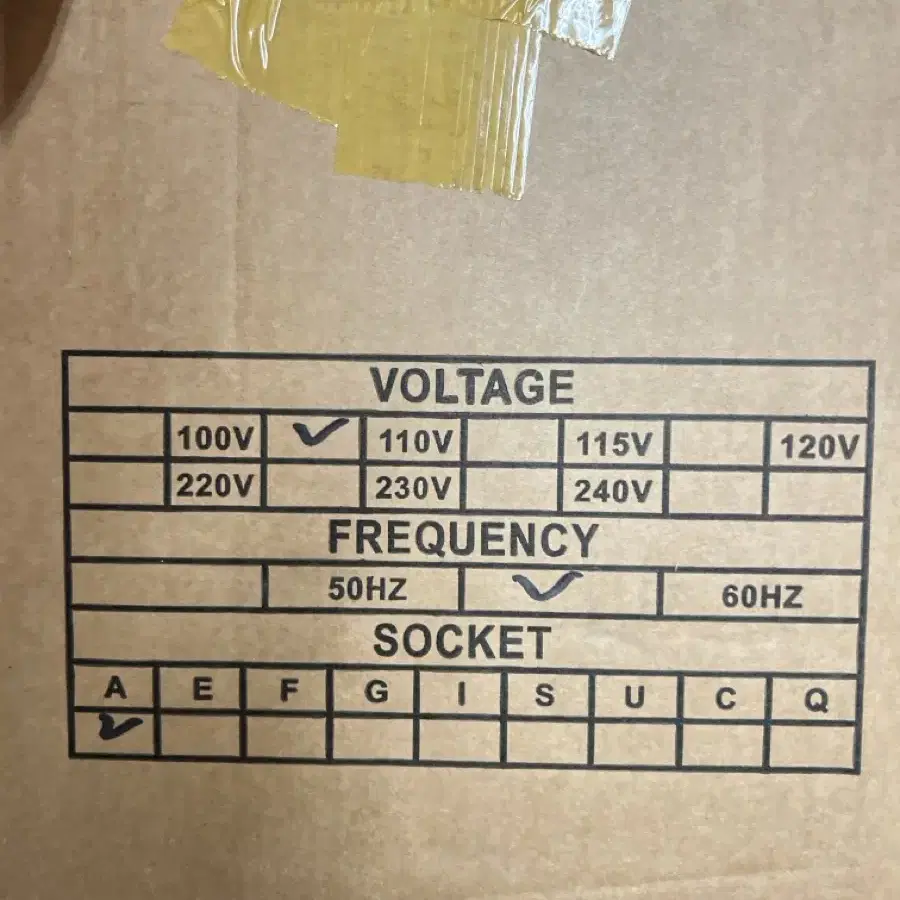 VOLTAGE
100V ✓ 110V 115V 120V
220V 230V 240V
FREQUENCY
50HZ ✓ 60HZ
SOCKET
A E F G I S U C Q
✓